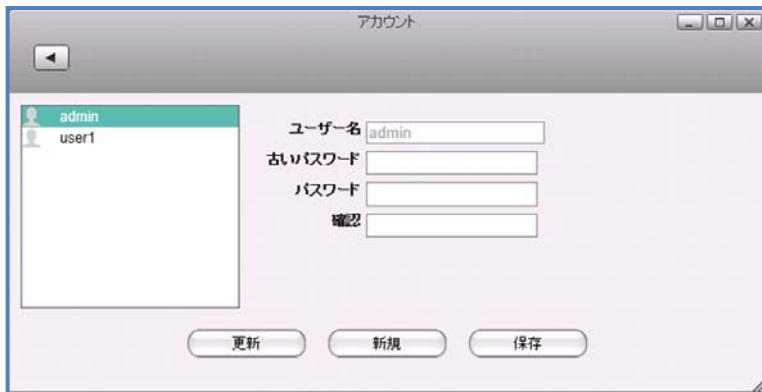 アカウント
admin
user1
ユーザー名 admin
古いパスワード
パスワード
確認
更新 新規 保存